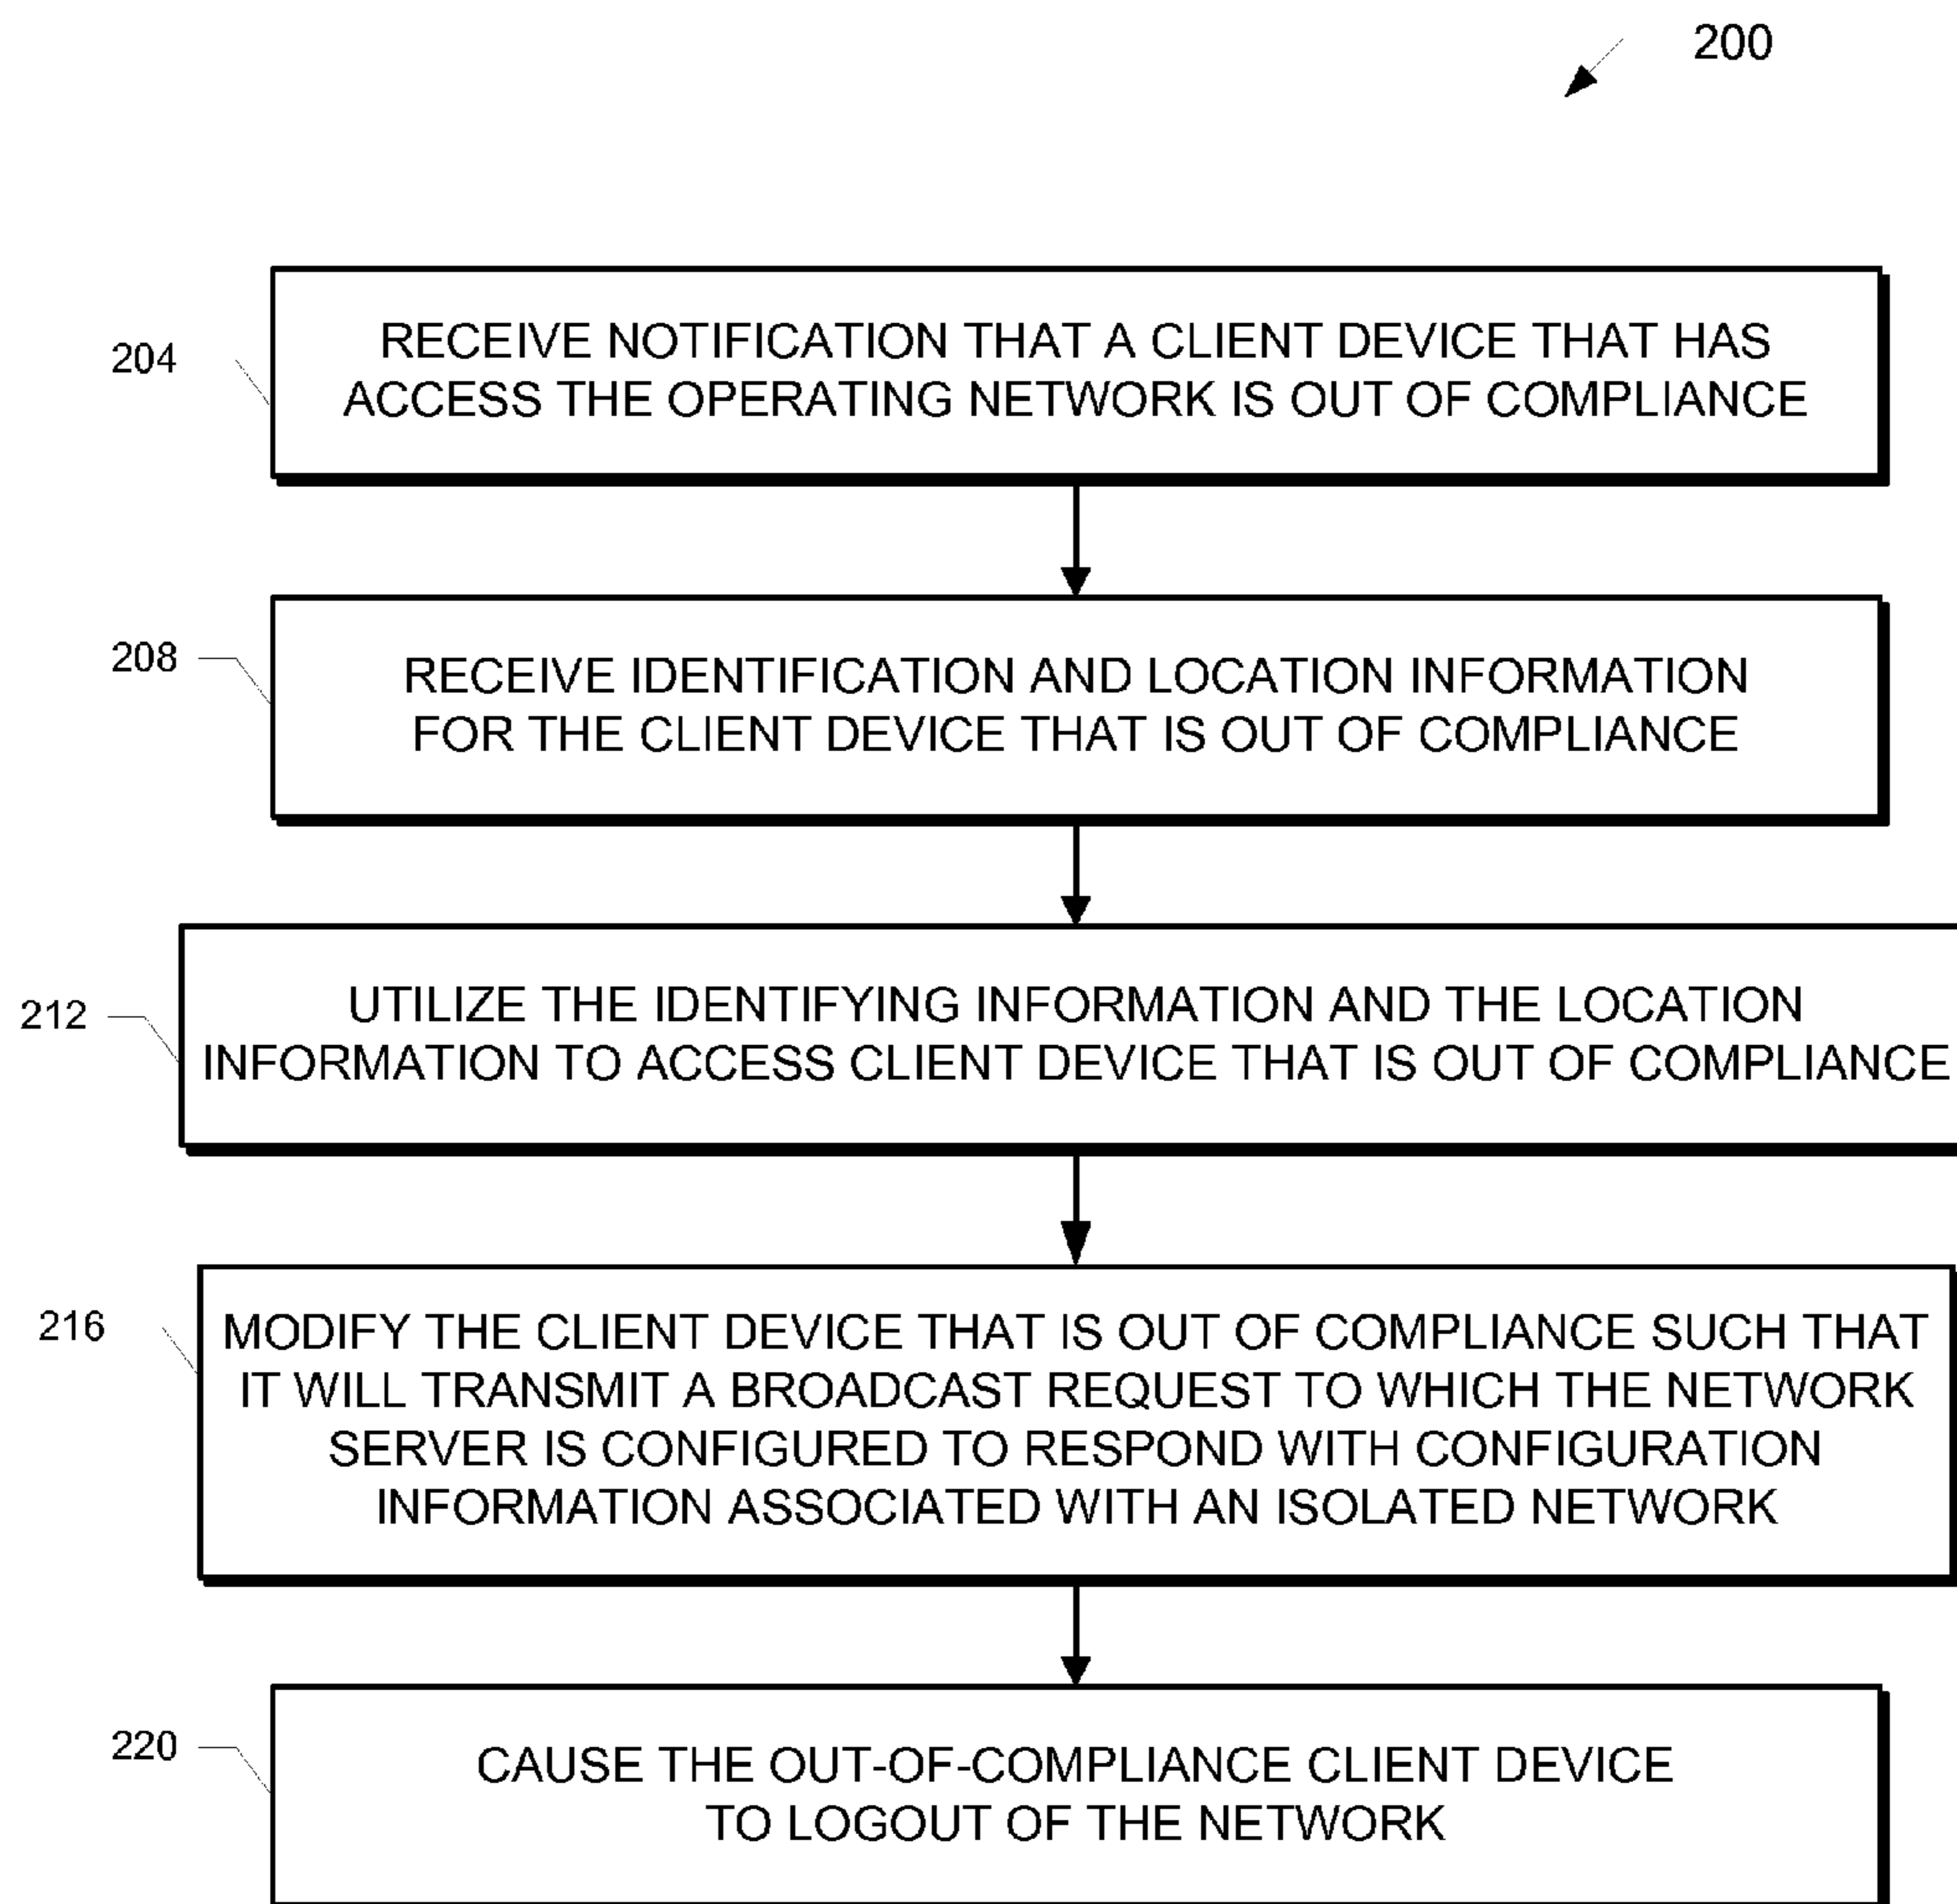 200
204
RECEIVE NOTIFICATION THAT A CLIENT DEVICE THAT HAS
ACCESS THE OPERATING NETWORK IS OUT OF COMPLIANCE
208
RECEIVE IDENTIFICATION AND LOCATION INFORMATION
FOR THE CLIENT DEVICE THAT IS OUT OF COMPLIANCE
212
UTILIZE THE IDENTIFYING INFORMATION AND THE LOCATION
INFORMATION TO ACCESS CLIENT DEVICE THAT IS OUT OF COMPLIANCE
216
MODIFY THE CLIENT DEVICE THAT IS OUT OF COMPLIANCE SUCH THAT
IT WILL TRANSMIT A BROADCAST REQUEST TO WHICH THE NETWORK
SERVER IS CONFIGURED TO RESPOND WITH CONFIGURATION
INFORMATION ASSOCIATED WITH AN ISOLATED NETWORK
220
CAUSE THE OUT-OF-COMPLIANCE CLIENT DEVICE
TO LOGOUT OF THE NETWORK